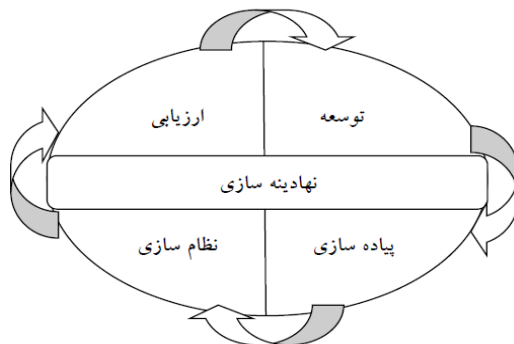 توسعه
ارزیابی
نهادینه سازی
پیاده سازی
نظام سازی